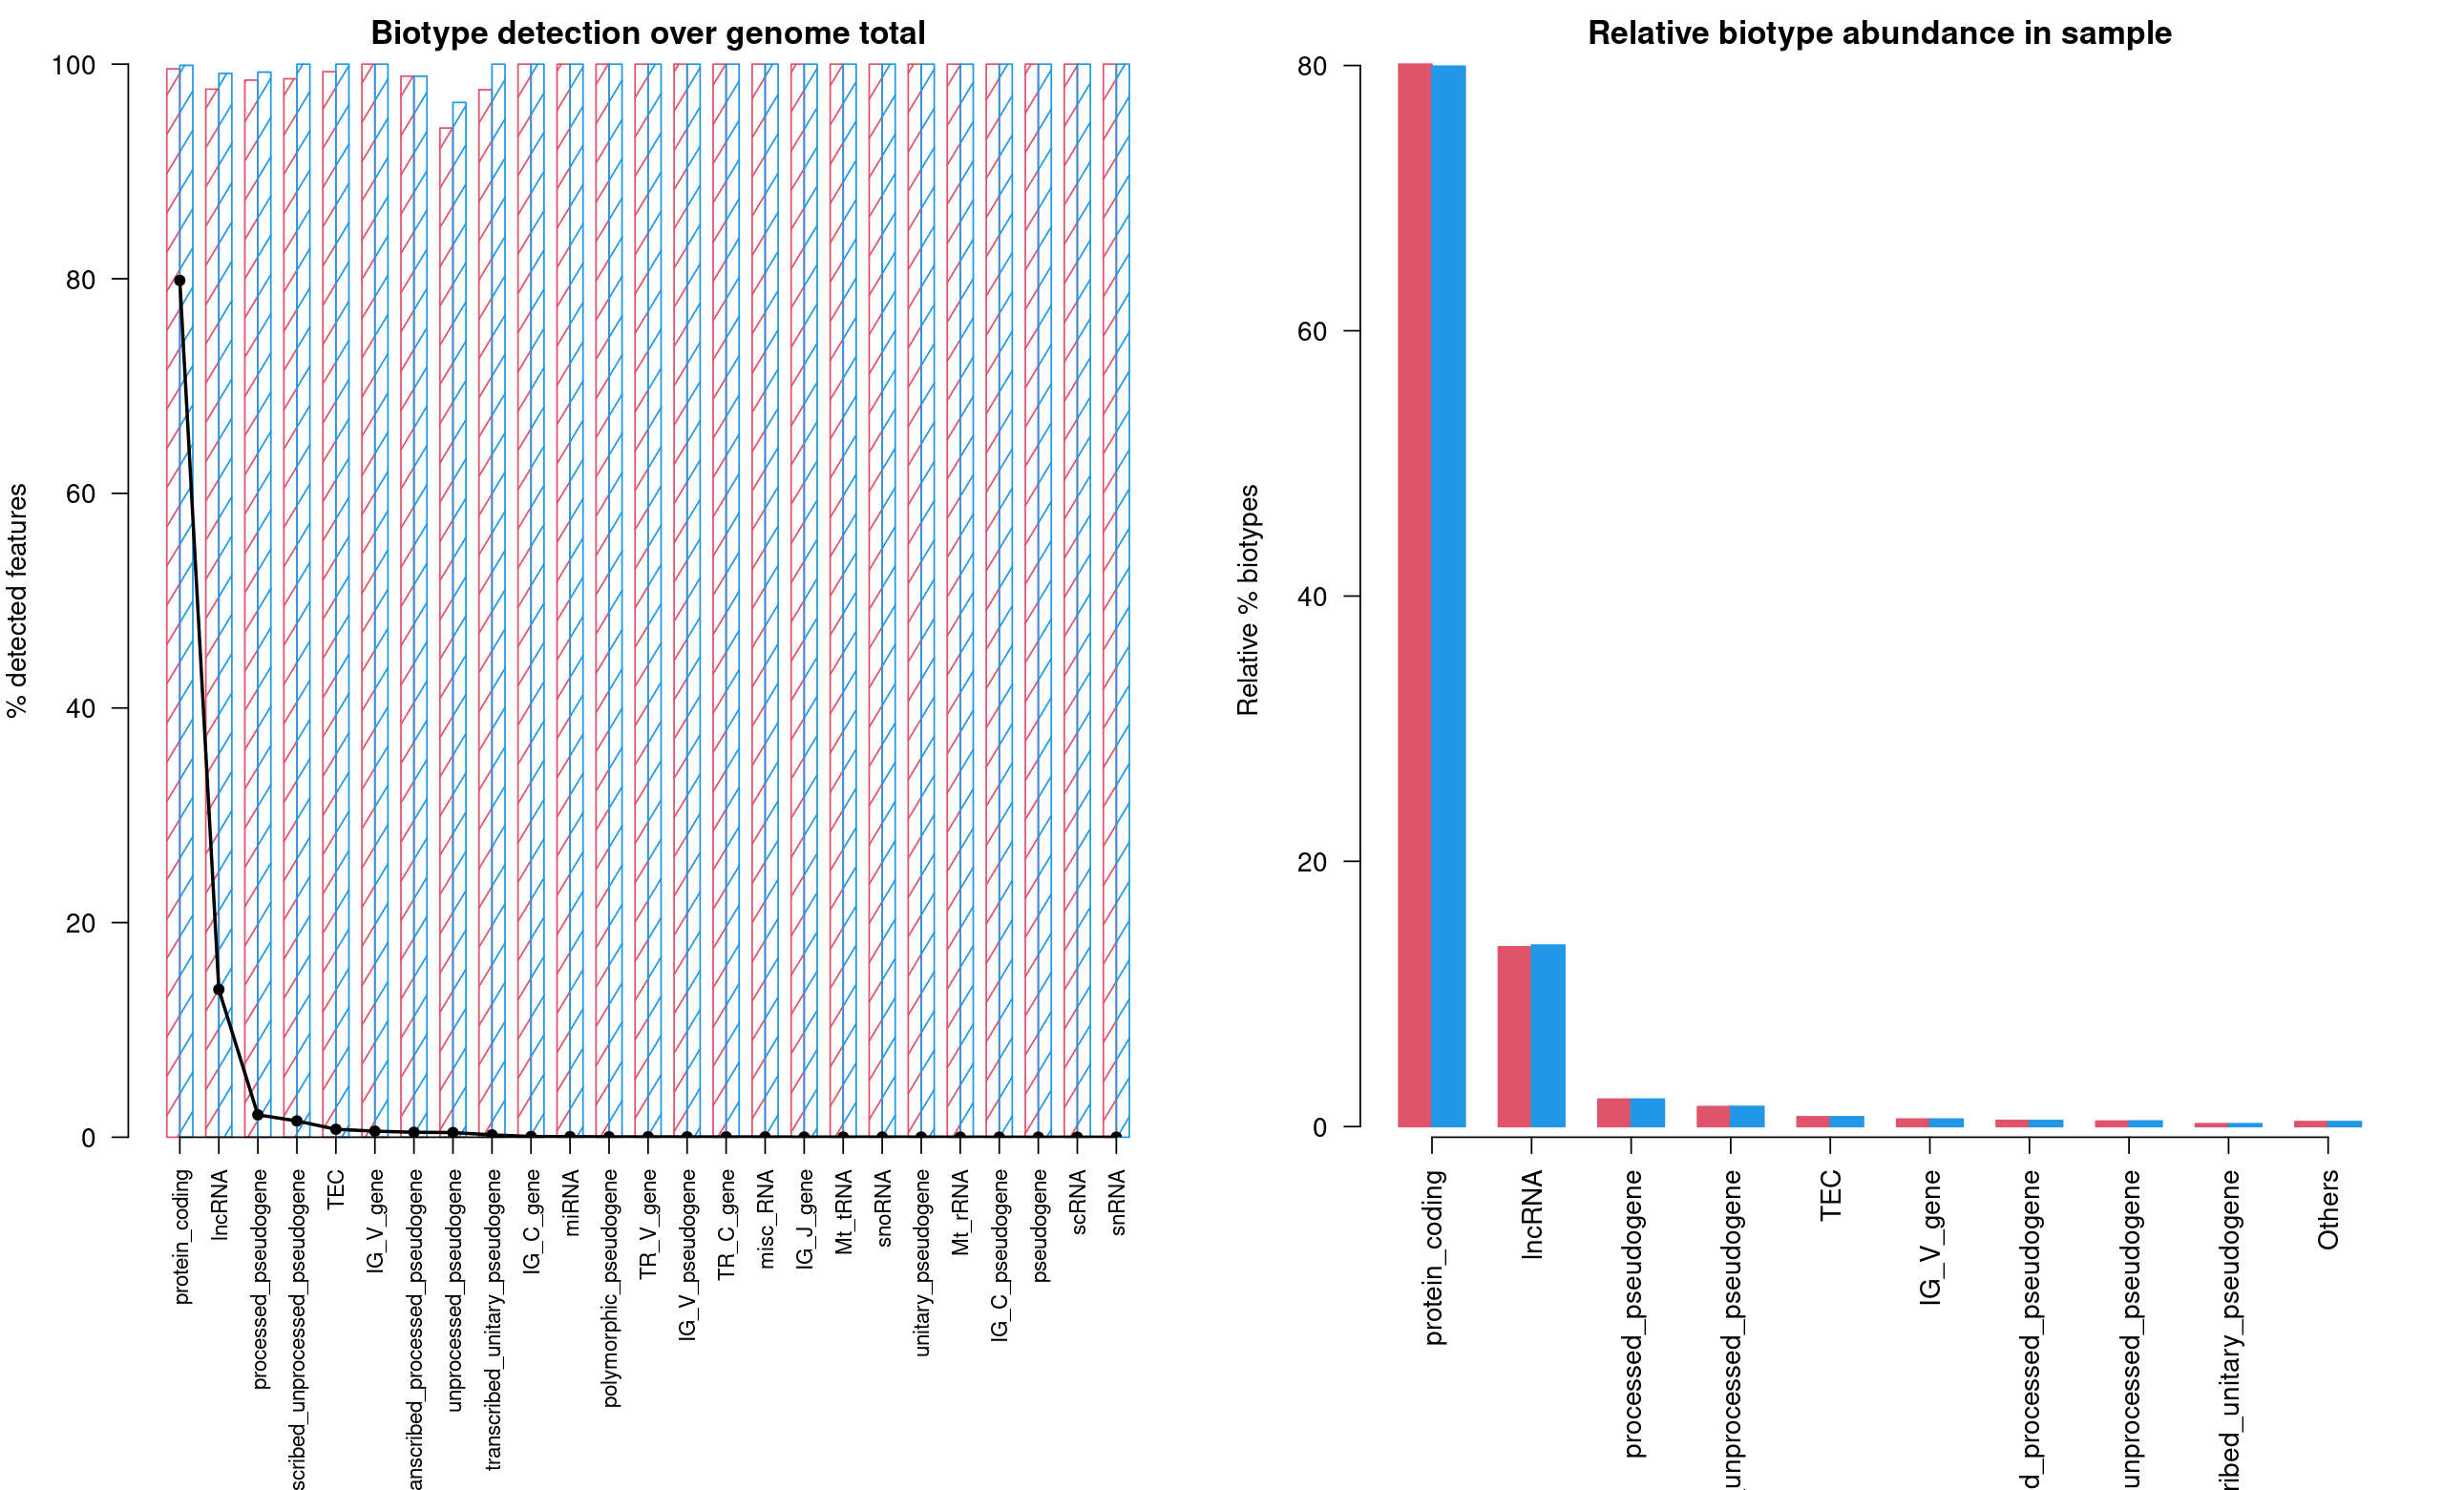 Biotype detection over genome total
% detected features
100
80
60
40
20
0
protein_coding
lncRNA
processed_pseudogene
scribed_unprocessed_pseudogene
TEC
IG_V_gene
anscribed_processed_pseudogene
unprocessed_pseudogene
transcribed_unitary_pseudogene
IG_C_gene
miRNA
polymorphic_pseudogene
TR_V_gene
IG_V_pseudogene
TR_C_gene
misc_RNA
IG_J_gene
Mt_tRNA
snoRNA
unitary_pseudogene
Mt_rRNA
IG_C_pseudogene
pseudogene
scRNA
snRNA
Relative biotype abundance in sample
Relative % biotypes
80
60
40
20
0
protein_coding
lncRNA
processed_pseudogene
_unprocessed_pseudogene
TEC
IG_V_gene
d_processed_pseudogene
unprocessed_pseudogene
ribed_unitary_pseudogene
Others